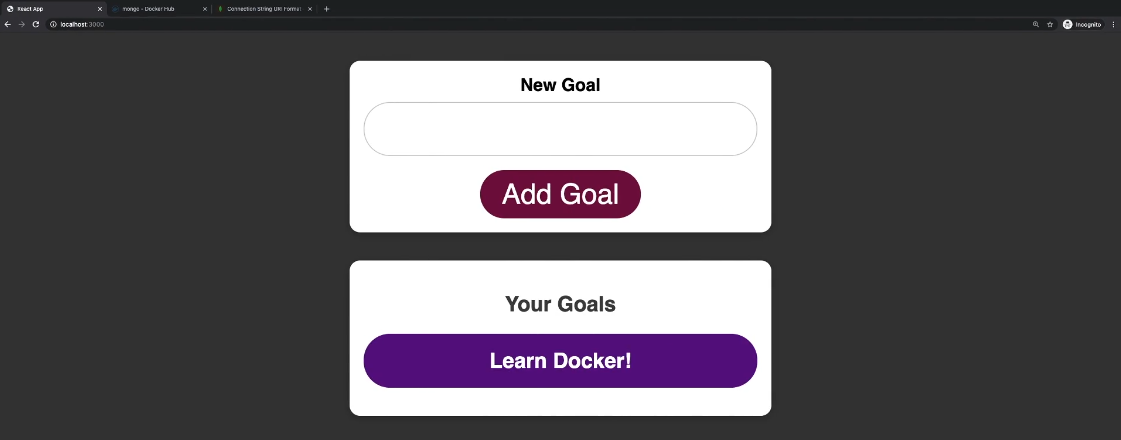 React App
mongo - Docker Hub
Connection String URI Format
localhost:3000
Incognito
New Goal
Add Goal
Your Goals
Learn Docker!